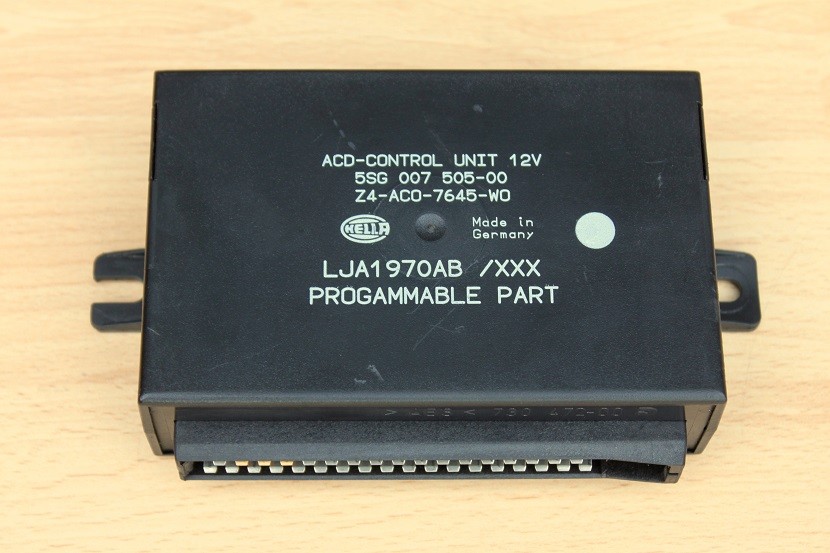 ACD-CONTROL UNIT 12V
5SG 007 505-00
Z4-ACO-7645-WO
HELLA
Made in
Germany
LJA1970AB /XXX
PROGAMMABLE PART